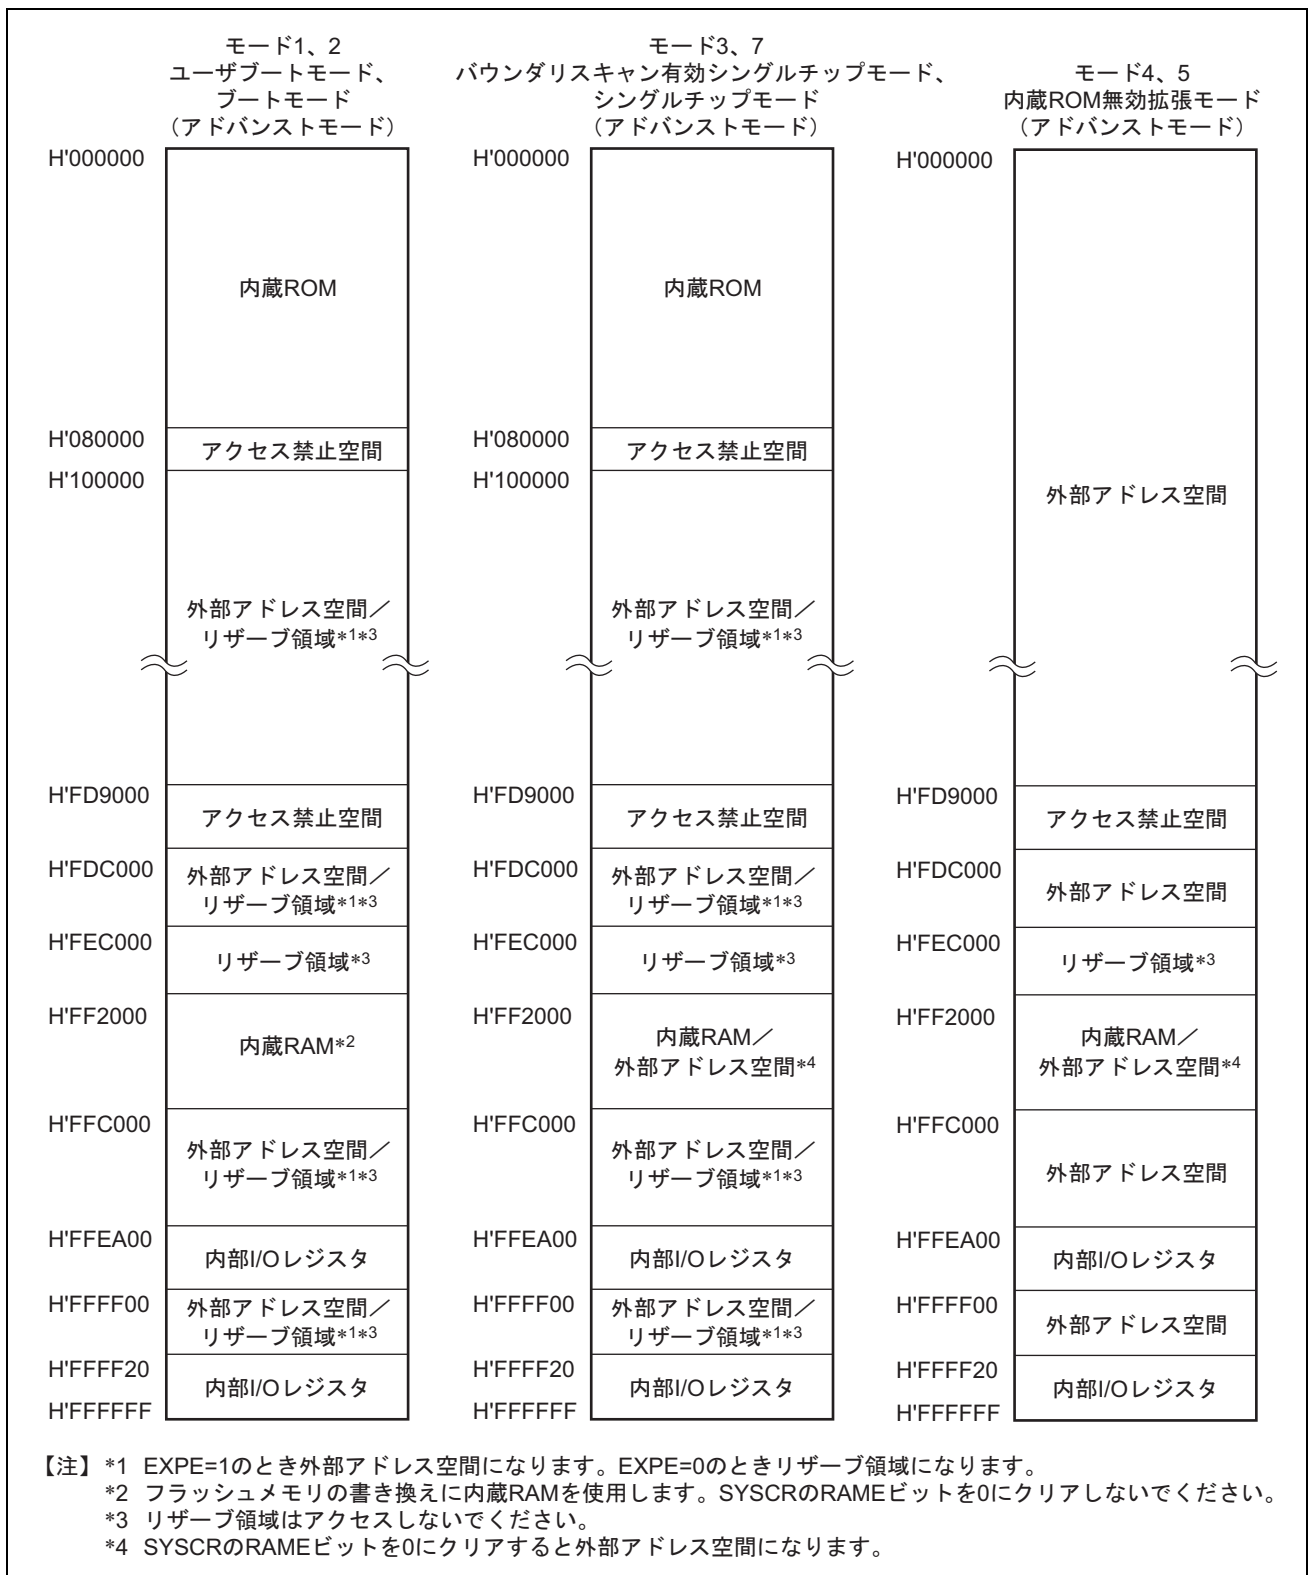 モード1、2
ユーザブートモード、
ブートモード
（アドバンストモード）
H'000000
内蔵ROM
H'080000
アクセス禁止空間
H'100000
外部アドレス空間／
リザーブ領域*1*3
H'FD9000
アクセス禁止空間
H'FDC000
外部アドレス空間／
リザーブ領域*1*3
H'FEC000
リザーブ領域*3
H'FF2000
内蔵RAM*2
H'FFC000
外部アドレス空間／
リザーブ領域*1*3
H'FFEA00
内部I/Oレジスタ
H'FFFF00
外部アドレス空間／
リザーブ領域*1*3
H'FFFF20
内部I/Oレジスタ
H'FFFFFF
モード3、7
バウンダリスキャン有効シングルチップモード、
シングルチップモード
（アドバンストモード）
H'000000
内蔵ROM
H'080000
アクセス禁止空間
H'100000
外部アドレス空間／
リザーブ領域*1*3
H'FD9000
アクセス禁止空間
H'FDC000
外部アドレス空間／
リザーブ領域*1*3
H'FEC000
リザーブ領域*3
H'FF2000
内蔵RAM／
外部アドレス空間*4
H'FFC000
外部アドレス空間／
リザーブ領域*1*3
H'FFEA00
内部I/Oレジスタ
H'FFFF00
外部アドレス空間／
リザーブ領域*1*3
H'FFFF20
内部I/Oレジスタ
H'FFFFFF
モード4、5
内蔵ROM無効拡張モード
（アドバンストモード）
H'000000
外部アドレス空間
H'FD9000
アクセス禁止空間
H'FDC000
外部アドレス空間
H'FEC000
リザーブ領域*3
H'FF2000
内蔵RAM／
外部アドレス空間*4
H'FFC000
外部アドレス空間
H'FFEA00
内部I/Oレジスタ
H'FFFF00
外部アドレス空間
H'FFFF20
内部I/Oレジスタ
H'FFFFFF
【注】*1 EXPE=1のとき外部アドレス空間になります。EXPE=0のときリザーブ領域になります。
*2 フラッシュメモリの書き換えに内蔵RAMを使用します。SYSCRのRAMEビットを0にクリアしないでください。
*3 リザーブ領域はアクセスしないでください。
*4 SYSCRのRAMEビットを0にクリアすると外部アドレス空間になります。